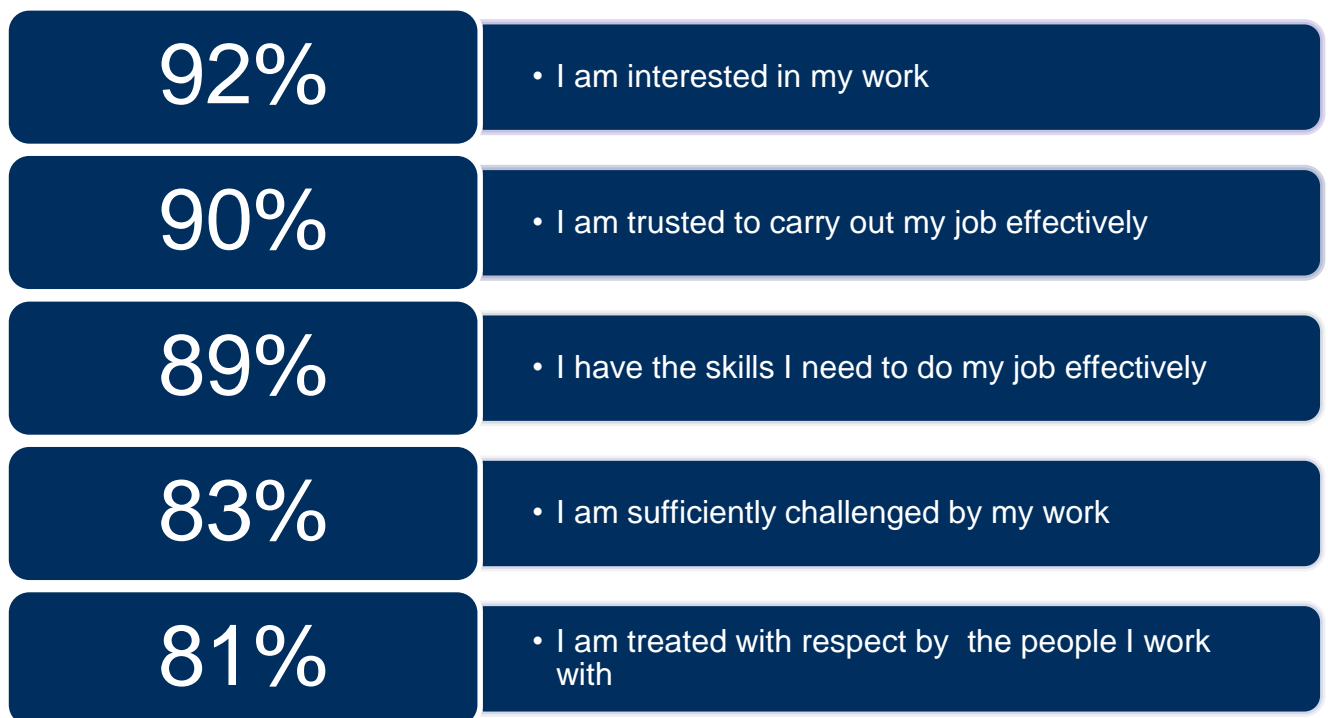 92%
• I am interested in my work
90%
• I am trusted to carry out my job effectively
89%
• I have the skills I need to do my job effectively
83%
• I am sufficiently challenged by my work
81%
• I am treated with respect by  the people I work
with